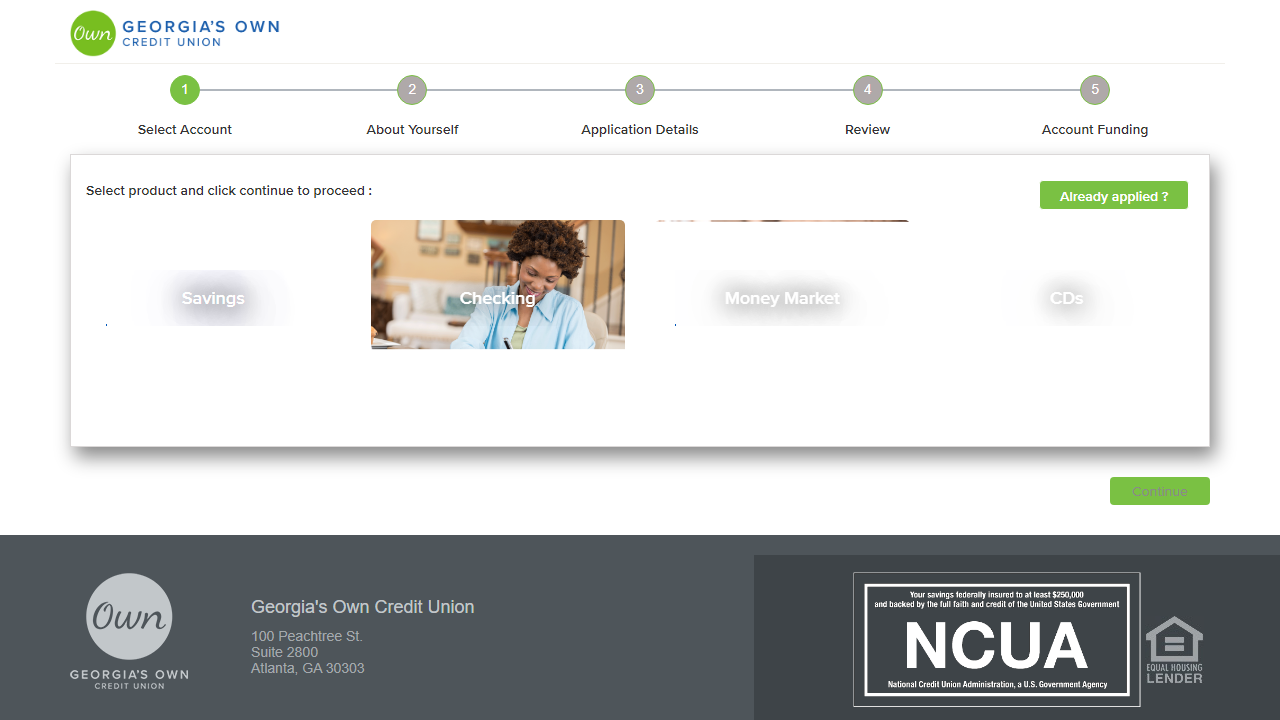 Own
GEORGIA'S OWN
CREDIT UNION
1 2 3 4 5
Select Account About Yourself Application Details Review Account Funding
Select product and click continue to proceed :
Already applied ?
Savings Checking Money Market CDs
Continue
Own
GEORGIA'S OWN
CREDIT UNION
Georgia's Own Credit Union
100 Peachtree St.
Suite 2800
Atlanta, GA 30303
Your savings federally insured to at least $250,000
and backed by the full faith and credit of the United States Government
NCUA
National Credit Union Administration, a U.S. Government Agency
EQUAL HOUSING
LENDER